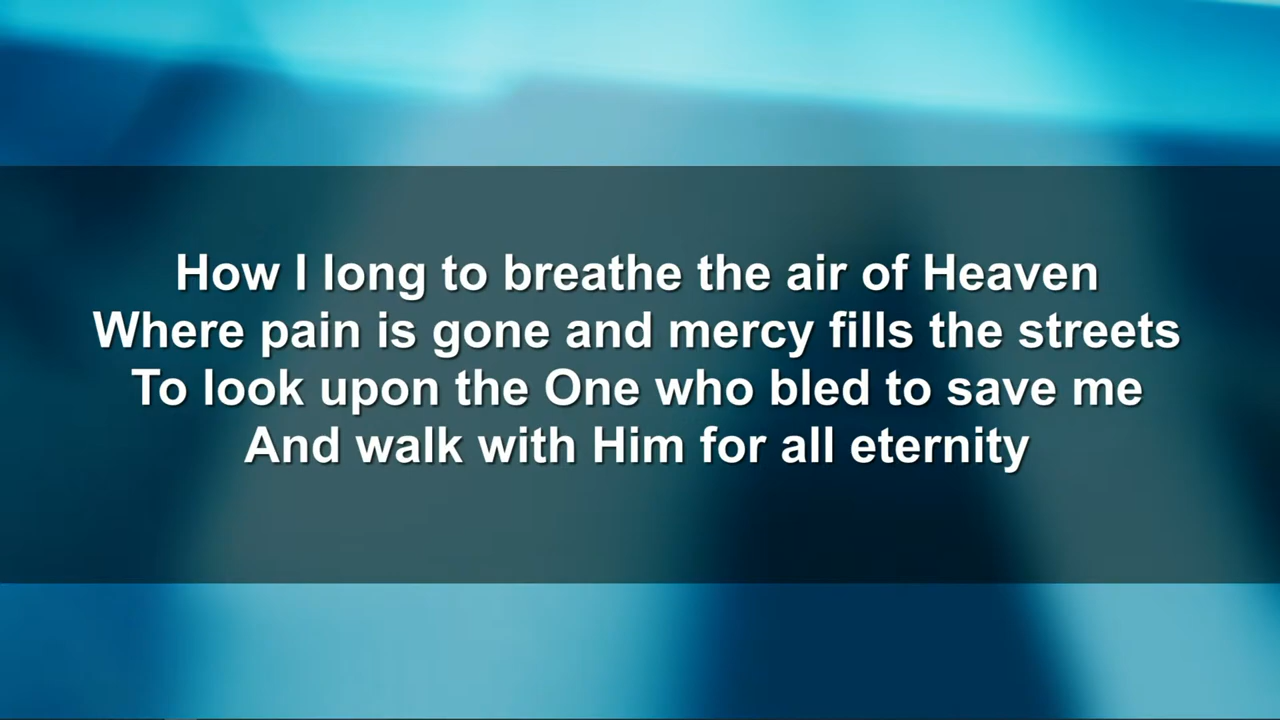 How I long to breathe the air of Heaven
Where pain is gone and mercy fills the streets
To look upon the One who bled to save me
And walk with Him for all eternity